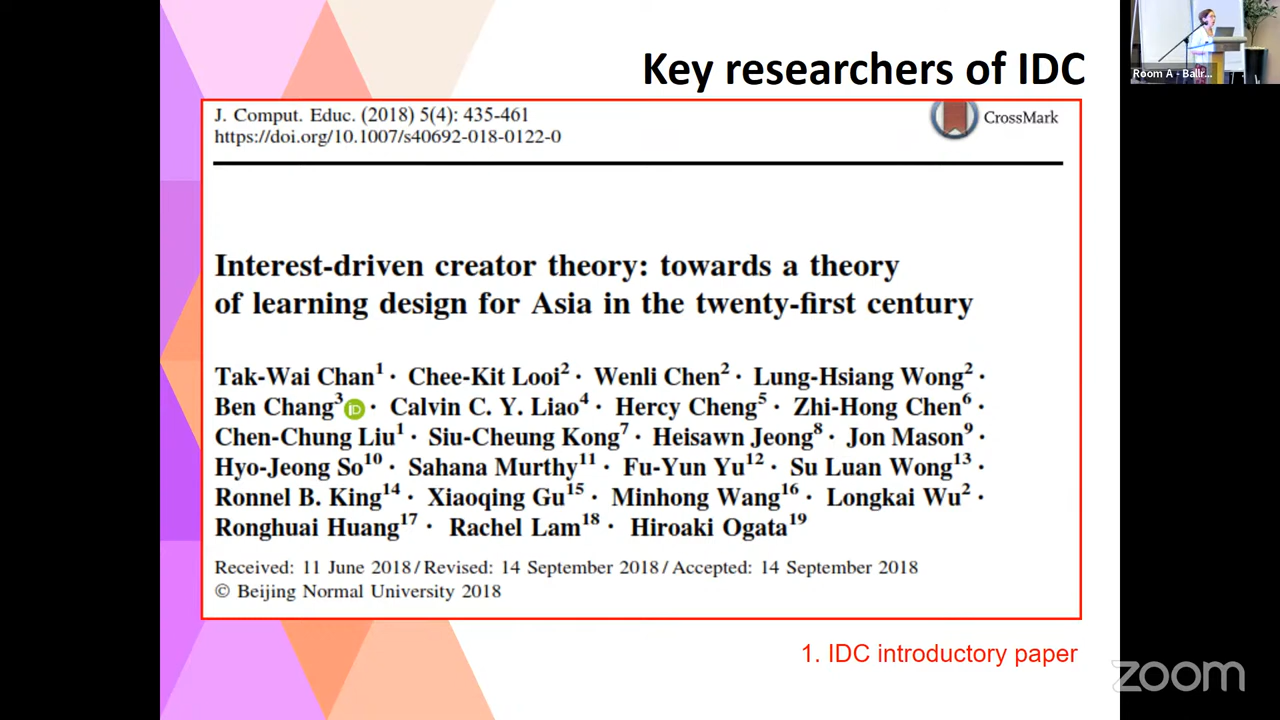 Key researchers of IDC
J. Comput. Educ. (2018) 5(4): 435-461
https://doi.org/10.1007/s40692-018-0122-0
CrossMark
Interest-driven creator theory: towards a theory
of learning design for Asia in the twenty-first century
Tak-Wai Chan1 · Chee-Kit Looi2 · Wenli Chen2 · Lung-Hsiang Wong2 ·
Ben Chang3 iD · Calvin C. Y. Liao4 · Hercy Cheng5 · Zhi-Hong Chen6 ·
Chen-Chung Liu1 · Siu-Cheung Kong7 · Heisawn Jeong8 · Jon Mason9 ·
Hyo-Jeong So10 · Sahana Murthy11 · Fu-Yun Yu12 · Su Luan Wong13 ·
Ronnel B. King14 · Xiaoqing Gu15 · Minhong Wang16 · Longkai Wu2 ·
Ronghuai Huang17 · Rachel Lam18 · Hiroaki Ogata19
Received: 11 June 2018 / Revised: 14 September 2018 / Accepted: 14 September 2018
© Beijing Normal University 2018
1. IDC introductory paper
Room A - Ballr...
zoom